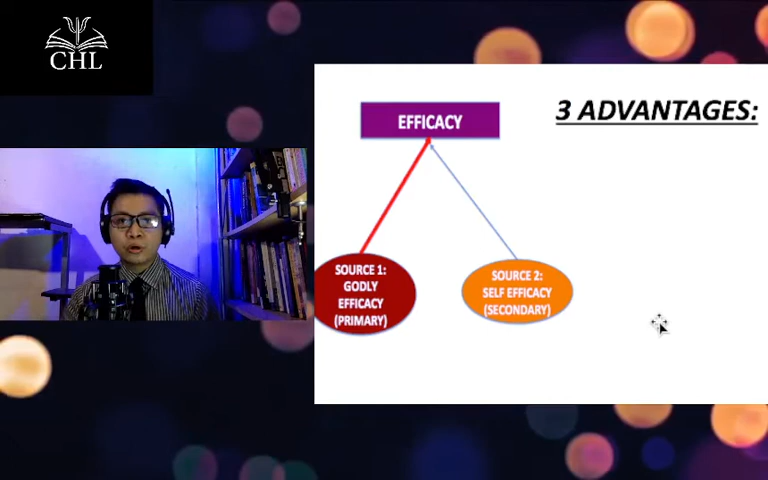 CHL
EFFICACY
3 ADVANTAGES:
SOURCE 1:
GODLY
EFFICACY
(PRIMARY)
SOURCE 2:
SELF EFFICACY
(SECONDARY)